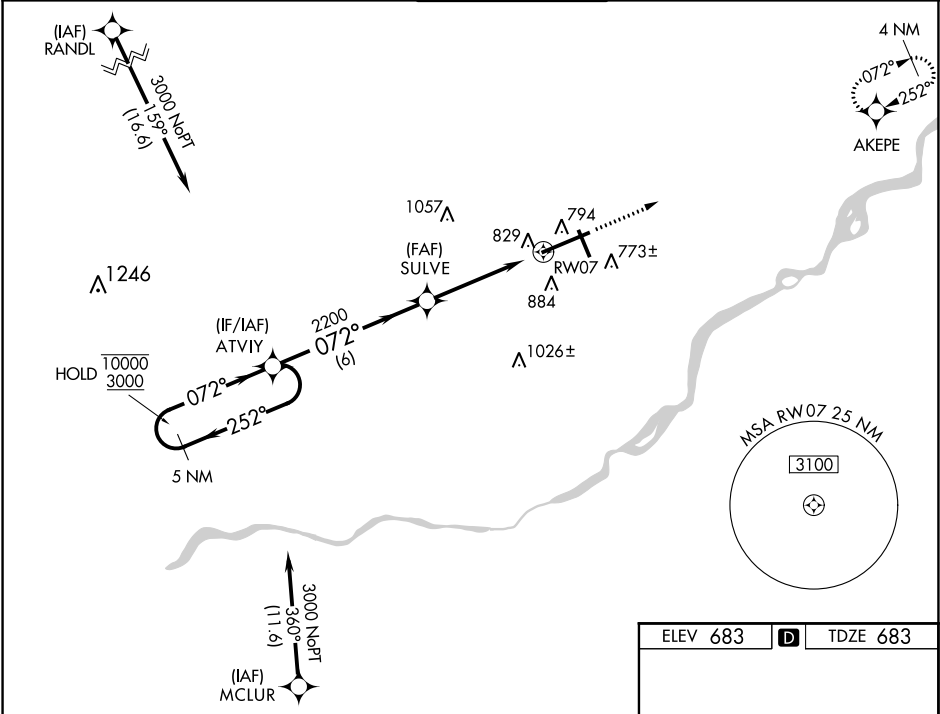 (IAF)
RANDL
3000 NoPT
159°
(16.6)
4 NM
072°
252°
AKEPE
1057
829
794
(FAF)
SULVE
RW07
773±
884
1246
(IF/IAF)
ATVIY
2200
072°
(6)
1026±
HOLD
10000
3000
072°
252°
5 NM
MSA RW07 25 NM
3100
3000 NoPT
360°
(11.6)
(IAF)
MCLUR
ELEV 683 D TDZE 683